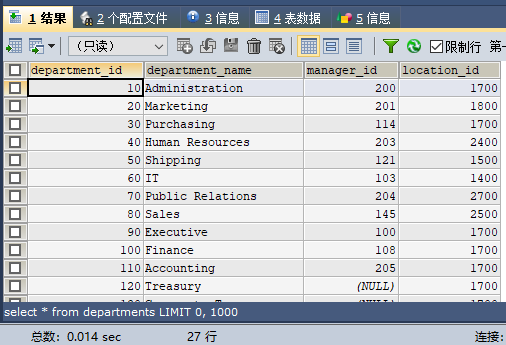 1 结果 2 个配置文件 3 信息 4 表数据 5 信息
（只读） 限制行 第一
department_id department_name manager_id location_id
10 Administration 200 1700
20 Marketing 201 1800
30 Purchasing 114 1700
40 Human Resources 203 2400
50 Shipping 121 1500
60 IT 103 1400
70 Public Relations 204 2700
80 Sales 145 2500
90 Executive 100 1700
100 Finance 108 1700
110 Accounting 205 1700
120 Treasury (NULL) 1700
select * from departments LIMIT 0, 1000
总数: 0.014 sec 27 行 连接: